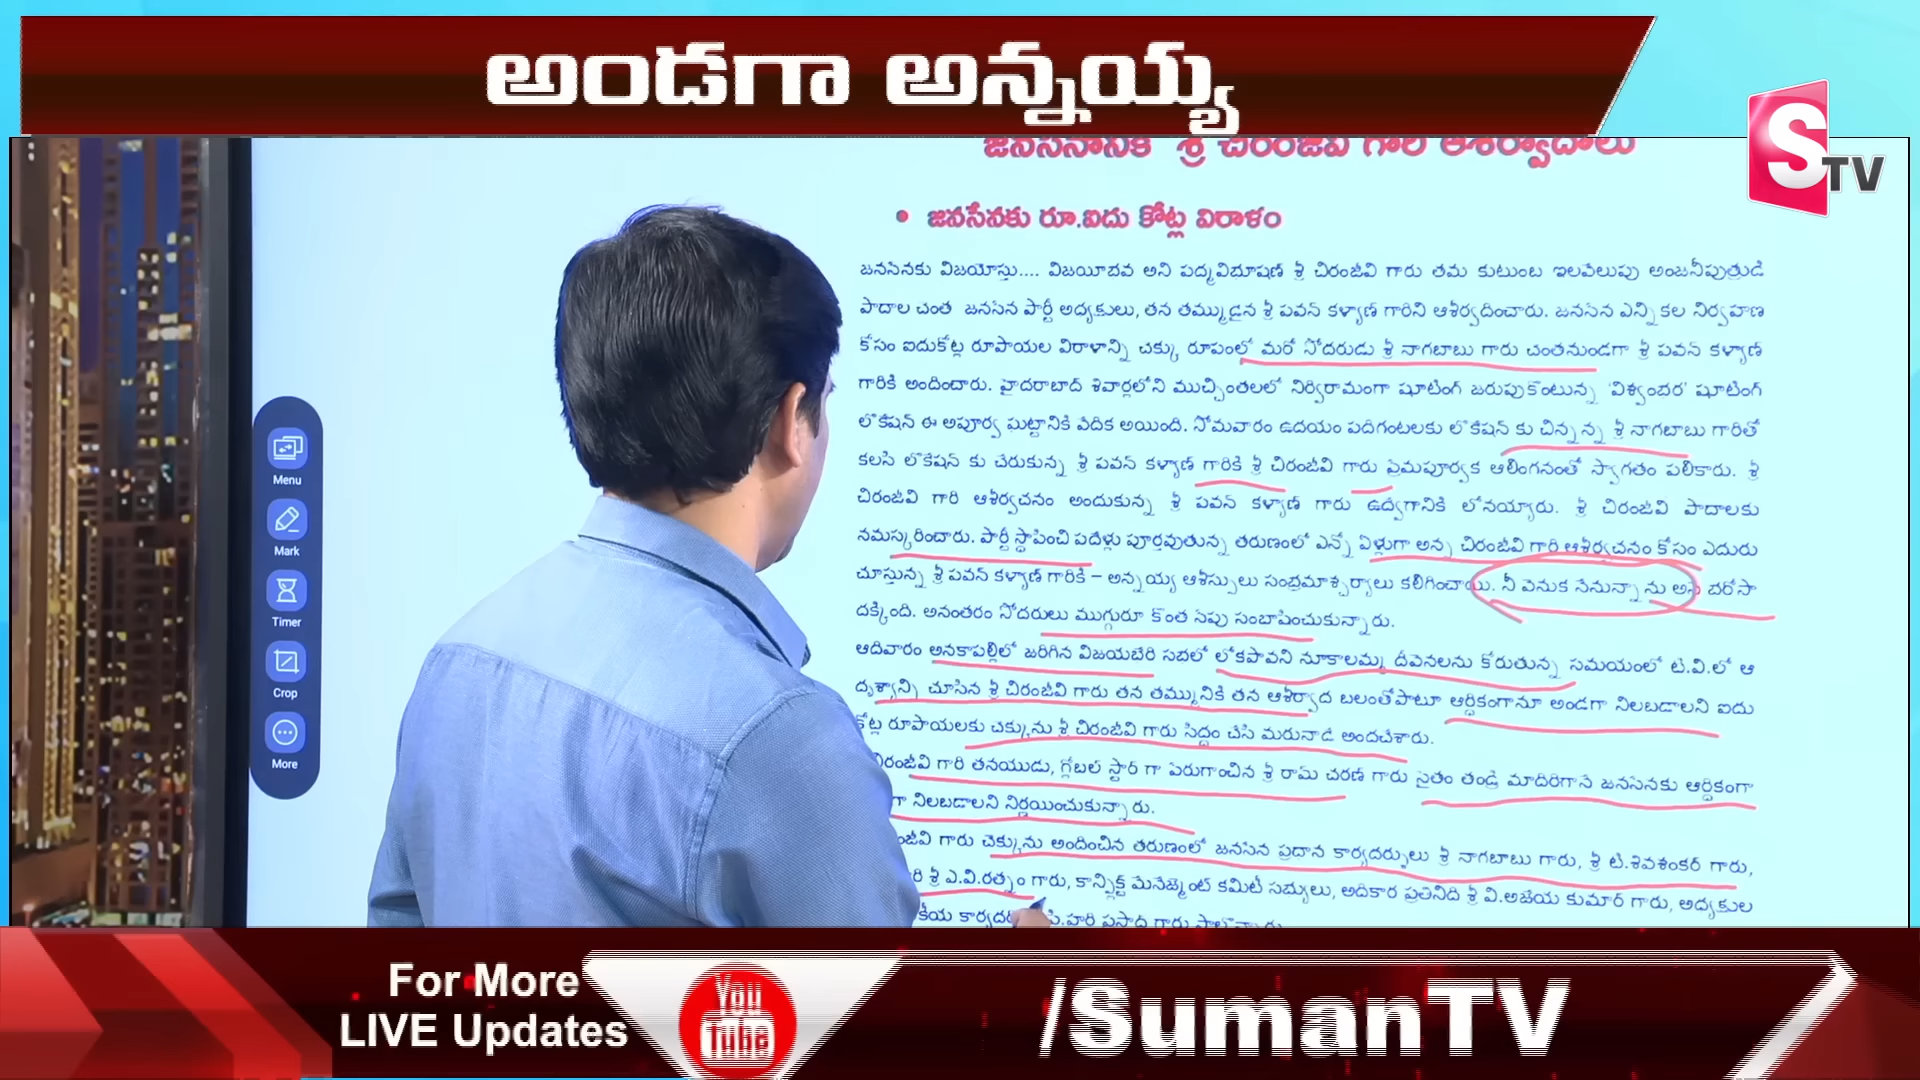 అండగా అన్నయ్య
S TV
జనసేనానికి శ్రీ చిరంజీవి గారి ఆశీర్వాదాలు
• జనసేనకు రూ.ఐదు కోట్ల విరాళం
జనసేనకు విజయోస్తు.... విజయీభవ అని పద్మవిభూషణ్ శ్రీ చిరంజీవి గారు తమ కుటుంబ ఇలవేలుపు అంజనీపుత్రుడి
పాదాల చెంత జనసేన పార్టీ అధ్యక్షులు, తన తమ్ముడైన శ్రీ పవన్ కళ్యాణ్ గారిని ఆశీర్వదించారు. జనసేన ఎన్నికల నిర్వహణ
కోసం ఐదుకోట్ల రూపాయల విరాళాన్ని చెక్కు రూపంలో మరో సోదరుడు శ్రీ నాగబాబు గారు చెంతనుండగా శ్రీ పవన్ కళ్యాణ్
గారికి అందించారు. హైదరాబాద్ శివార్లలోని ముచ్చింతలలో నిర్విరామంగా షూటింగ్ జరుపుకొంటున్న ‘విశ్వంభర’ షూటింగ్
లొకేషన్ ఈ అపూర్వ ఘట్టానికి వేదిక అయింది. సోమవారం ఉదయం పదిగంటలకు లొకేషన్ కు చిన్నన్న శ్రీ నాగబాబు గారితో
కలసి లొకేషన్ కు చేరుకున్న శ్రీ పవన్ కళ్యాణ్ గారికి శ్రీ చిరంజీవి గారు ప్రేమపూర్వక ఆలింగనంతో స్వాగతం పలికారు. శ్రీ
చిరంజీవి గారి ఆశీర్వచనం అందుకున్న శ్రీ పవన్ కళ్యాణ్ గారు ఉద్వేగానికి లోనయ్యారు. శ్రీ చిరంజీవి పాదాలకు
నమస్కరించారు. పార్టీ స్థాపించి పదేళ్లు పూర్తవుతున్న తరుణంలో ఎన్నో ఏళ్లుగా అన్న చిరంజీవి గారి ఆశీర్వచనం కోసం ఎదురు
చూస్తున్న శ్రీ పవన్ కళ్యాణ్ గారికి – అన్నయ్య ఆశీస్సులు సంభ్రమాశ్చర్యాలు కలిగించాయి. నీ వెనుక నేనున్నాను అనే భరోసా
దక్కింది. అనంతరం సోదరులు ముగ్గురూ కొంత సేపు సంభాషించుకున్నారు.
ఆదివారం అనకాపల్లిలో జరిగిన విజయభేరి సభలో లోకపావని నూకాలమ్మ దీవెనలను కోరుతున్న సమయంలో టి.వి.లో ఆ
దృశ్యాన్ని చూసిన శ్రీ చిరంజీవి గారు తన తమ్మునికి తన ఆశీర్వాద బలంతోపాటూ ఆర్ధికంగానూ అండగా నిలబడాలని ఐదు
కోట్ల రూపాయలకు చెక్కును శ్రీ చిరంజీవి గారు సిద్ధం చేసి మరునాడే అందచేశారు.
చిరంజీవి గారి తనయుడు, గ్లోబల్ స్టార్ గా పేరుగాంచిన శ్రీ రామ్ చరణ్ గారు సైతం తండ్రి మాదిరిగానే జనసేనకు ఆర్ధికంగా
గా నిలబడాలని నిర్ణయించుకున్నారు.
గారు చెక్కును అందించిన తరుణంలో జనసేన ప్రధాన కార్యదర్శులు శ్రీ నాగబాబు గారు, శ్రీ టి.శివశంకర్ గారు,
శ్రీ ఎ.వి.రత్నం గారు, కాన్ఫ్లిక్ట్ మేనేజ్మెంట్ కమిటీ సభ్యులు, అధికార ప్రతినిధి శ్రీ వి.అజేయ కుమార్ గారు, అధ్యక్షుల
పి.హరి ప్రసాద్ గారు పాల్గొన్నారు
Menu
Mark
Timer
Crop
More
For More
LIVE Updates
You
Tube
/SumanTV